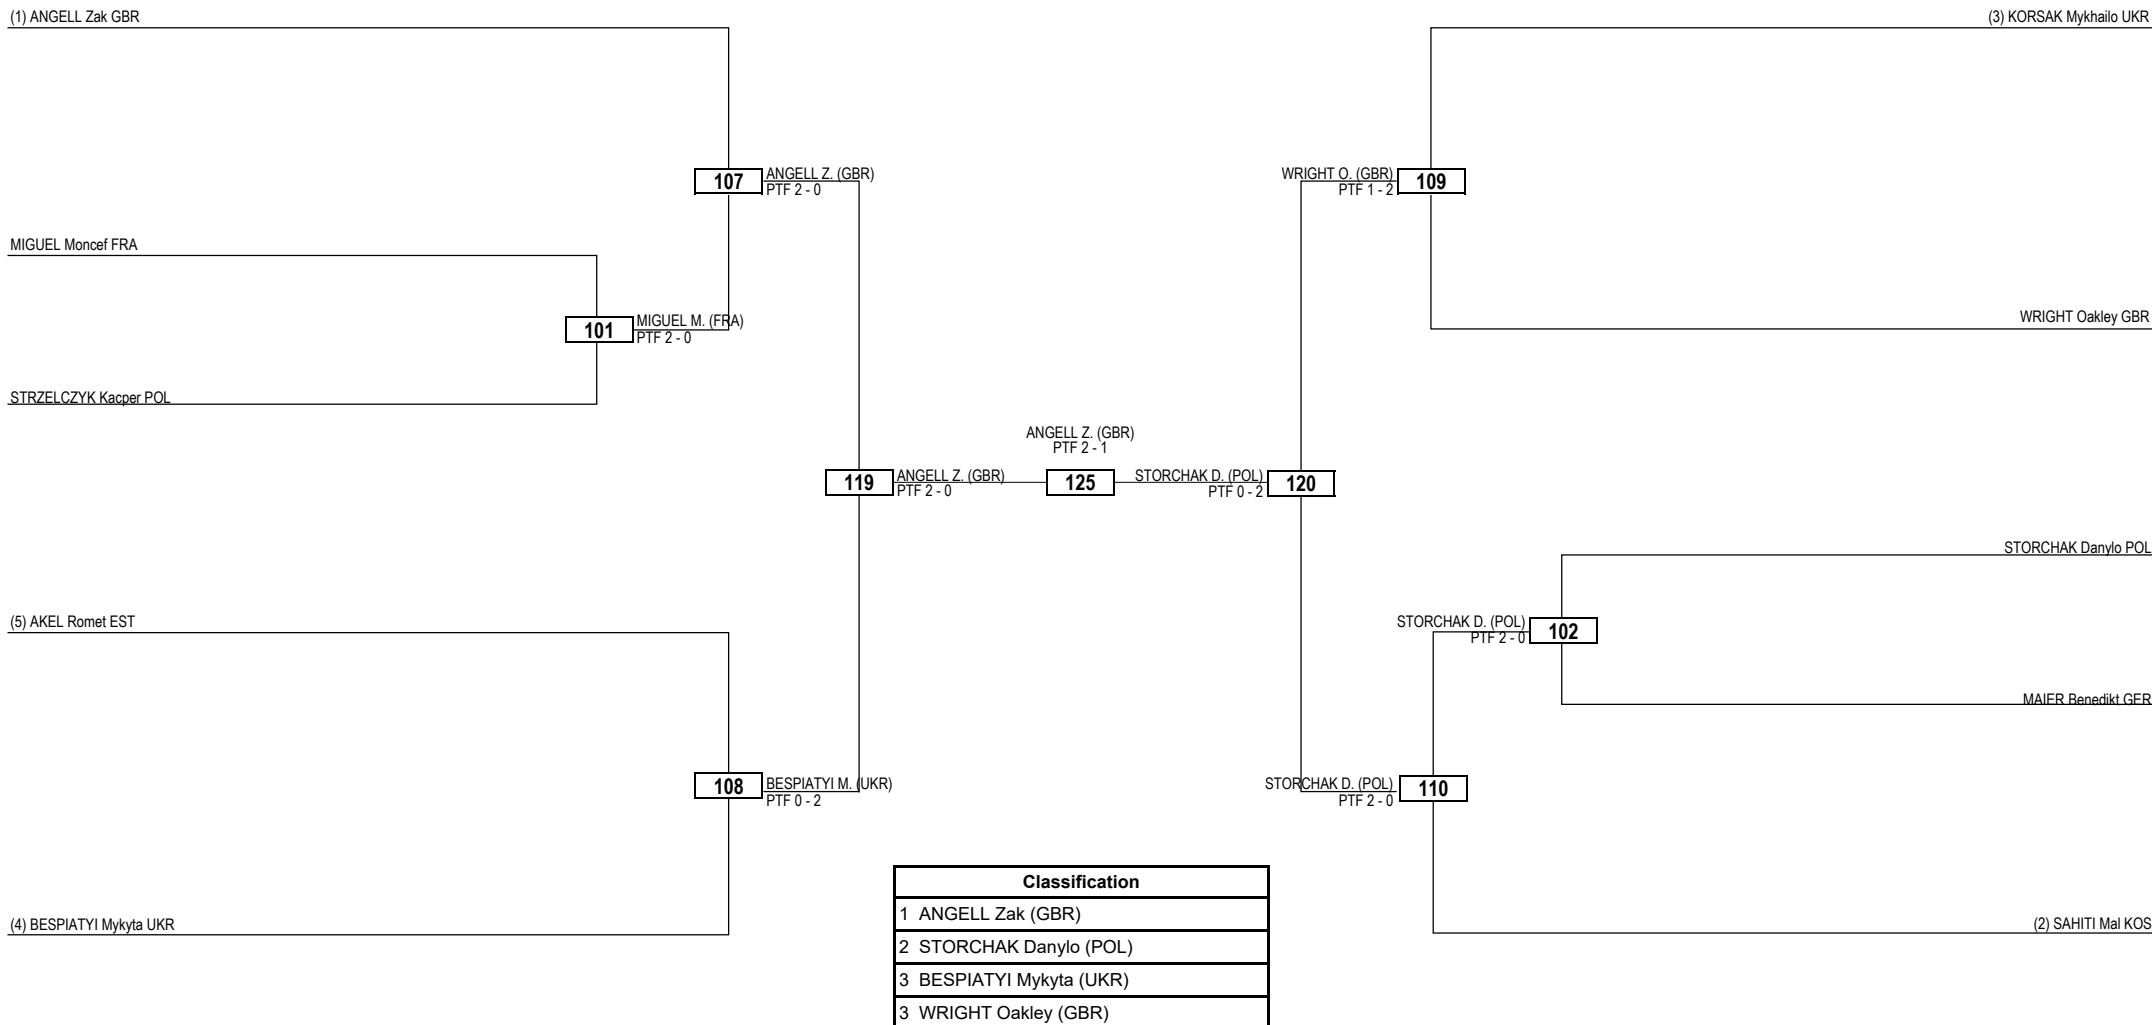 (1) ANGELL Zak GBR
(3) KORSAK Mykhailo UKR
107
ANGELL Z. (GBR)
PTF 2 - 0
WRIGHT O. (GBR)
PTF 1 - 2
109
MIGUEL Moncef FRA
101
MIGUEL M. (FRA)
PTF 2 - 0
WRIGHT Oakley GBR
STRZELCZYK Kacper POL
ANGELL Z. (GBR)
PTF 2 - 1
119
ANGELL Z. (GBR)
PTF 2 - 0
125
STORCHAK D. (POL)
PTF 0 - 2
120
STORCHAK Danylo POL
(5) AKEL Romet EST
STORCHAK D. (POL)
PTF 2 - 0
102
MAIER Benedikt GER
108
BESPIATYI M. (UKR)
PTF 0 - 2
STORCHAK D. (POL)
PTF 2 - 0
110
(4) BESPIATYI Mykyta UKR
(2) SAHITI Mal KOS
Classification
1 ANGELL Zak (GBR)
2 STORCHAK Danylo (POL)
3 BESPIATYI Mykyta (UKR)
3 WRIGHT Oakley (GBR)